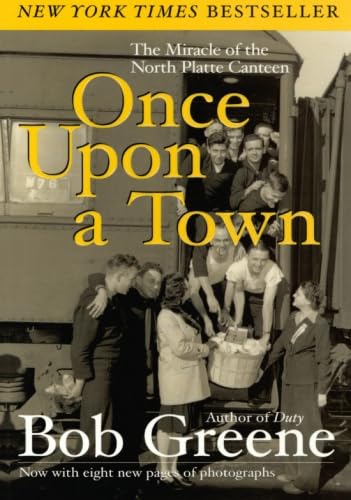 NEW YORK TIMES BESTSELLER
The Miracle of the
North Platte Canteen
Once
Upon
a Town
Author of Duty
Bob Greene
Now with eight new pages of photographs